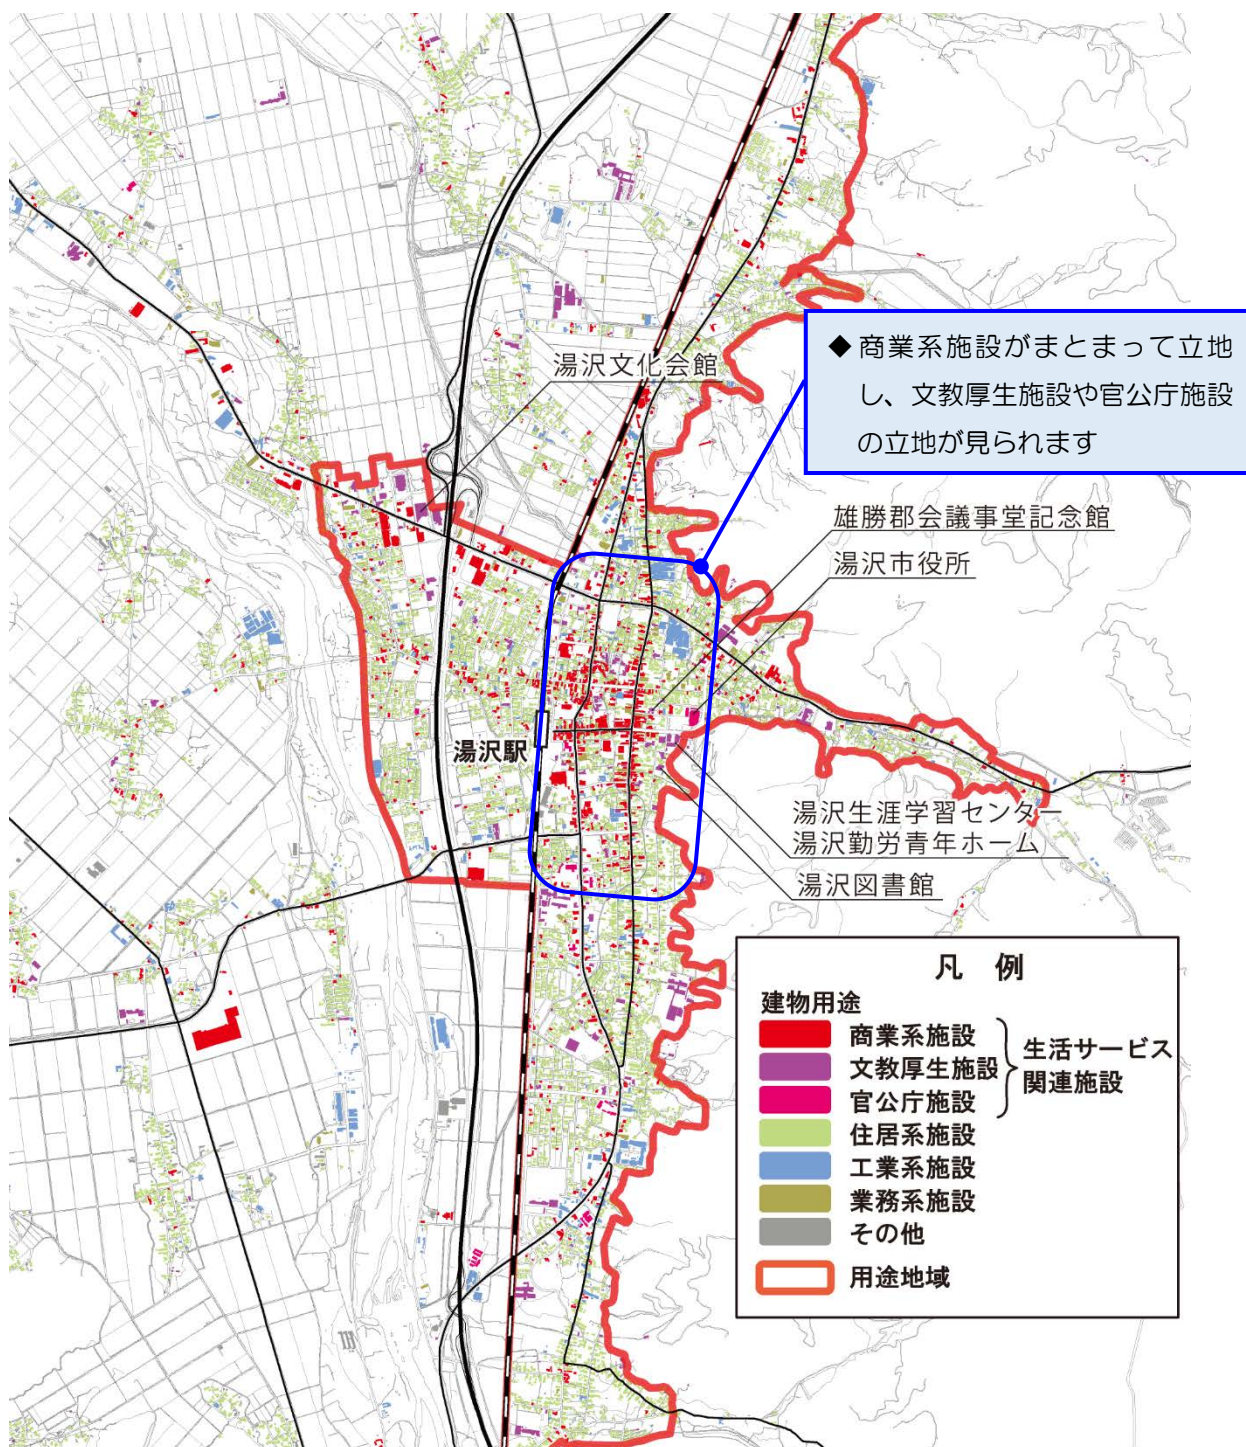 ◆ 商業系施設がまとまって立地
し、文教厚生施設や官公庁施設
の立地が見られます
湯沢文化会館
雄勝郡会議事堂記念館
湯沢市役所
湯沢駅
湯沢生涯学習センター
湯沢勤労青年ホーム
湯沢図書館
凡 例
建物用途
商業系施設
文教厚生施設
官公庁施設
生活サービス
関連施設
住居系施設
工業系施設
業務系施設
その他
用途地域